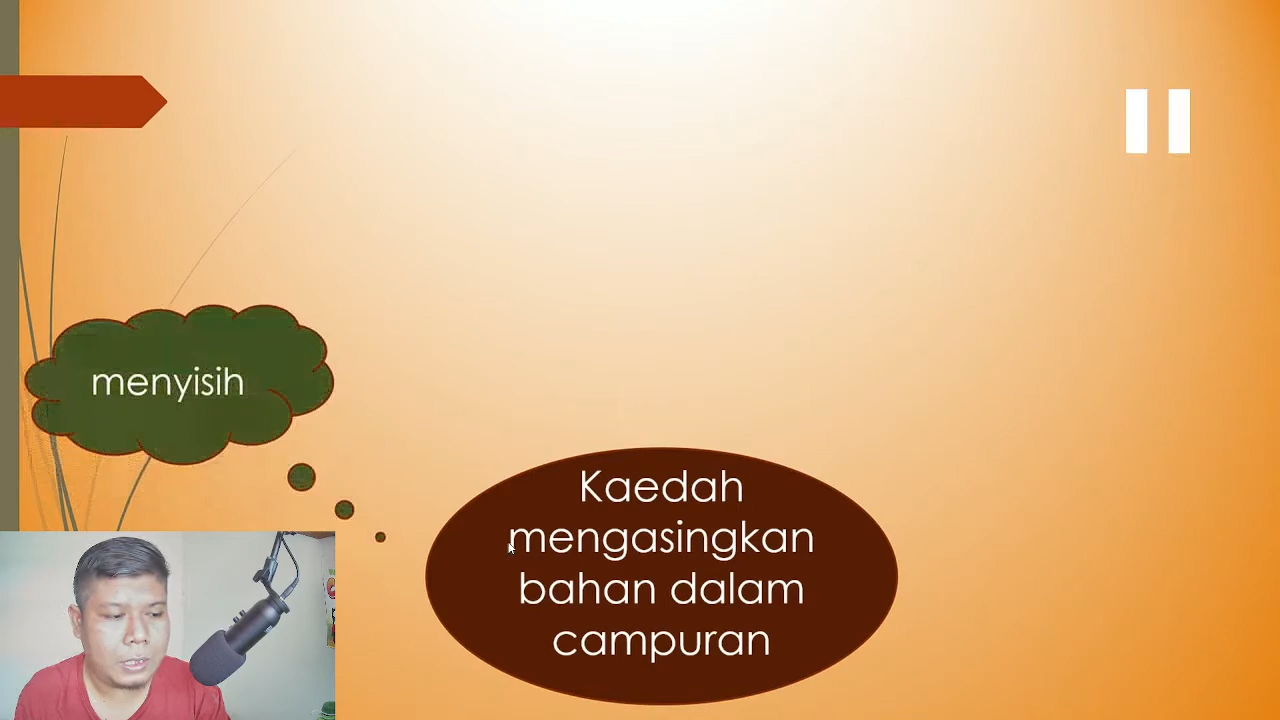 menyisih
Kaedah
mengasingkan
bahan dalam
campuran